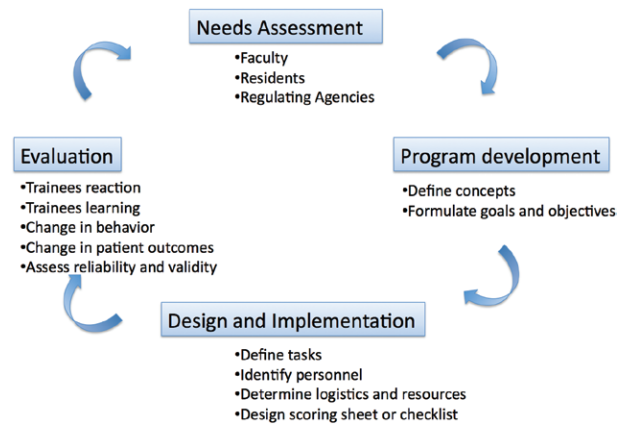 Needs Assessment
•Faculty
•Residents
•Regulating Agencies
Evaluation
•Trainees reaction
•Trainees learning
•Change in behavior
•Change in patient outcomes
•Assess reliability and validity
Program development
•Define concepts
•Formulate goals and objectives
Design and Implementation
•Define tasks
•Identify personnel
•Determine logistics and resources
•Design scoring sheet or checklist